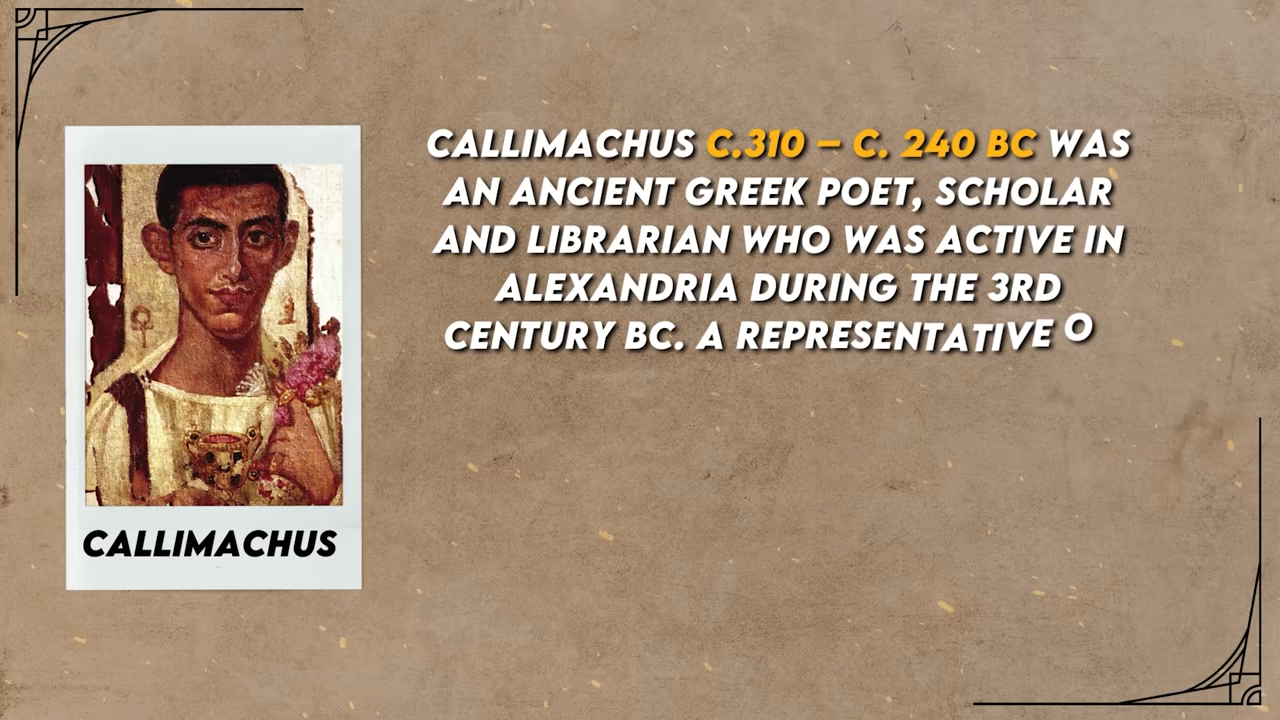 CALLIMACHUS C.310 – C. 240 BC WAS
AN ANCIENT GREEK POET, SCHOLAR
AND LIBRARIAN WHO WAS ACTIVE IN
ALEXANDRIA DURING THE 3RD
CENTURY BC. A REPRESENTATIVE O
CALLIMACHUS